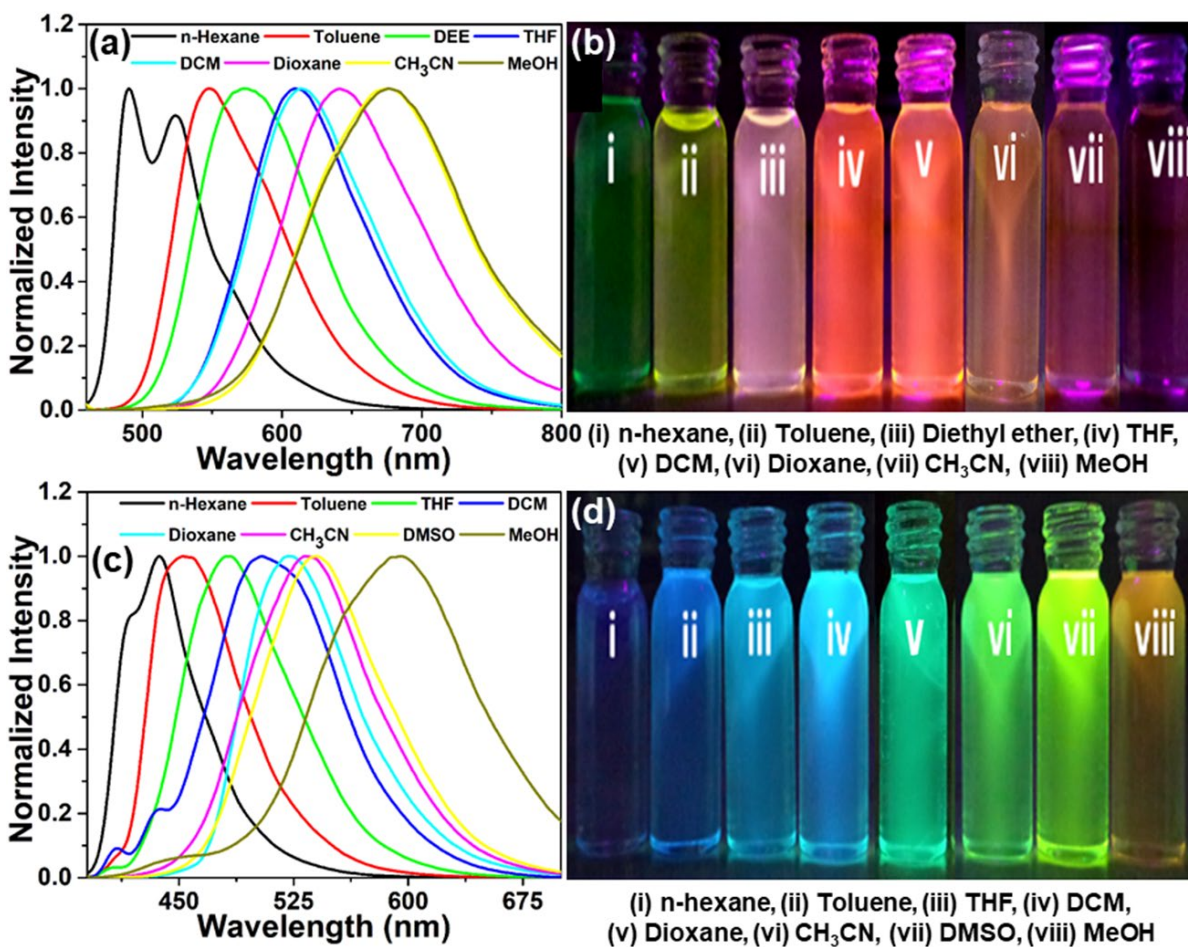 (a)
n-Hexane Toluene DEE THF
DCM Dioxane CH₃CN MeOH
Normalized Intensity
1.2
1.0
0.8
0.6
0.4
0.2
0.0
500 600 700 800
Wavelength (nm)
(b)
i ii iii iv v vi vii viii
(i) n-hexane, (ii) Toluene, (iii) Diethyl ether, (iv) THF,
(v) DCM, (vi) Dioxane, (vii) CH₃CN, (viii) MeOH
(c)
n-Hexane Toluene THF DCM
Dioxane CH₃CN DMSO MeOH
Normalized Intensity
1.2
1.0
0.8
0.6
0.4
0.2
0.0
450 525 600 675
Wavelength (nm)
(d)
i ii iii iv v vi vii viii
(i) n-hexane, (ii) Toluene, (iii) THF, (iv) DCM,
(v) Dioxane, (vi) CH₃CN, (vii) DMSO, (viii) MeOH